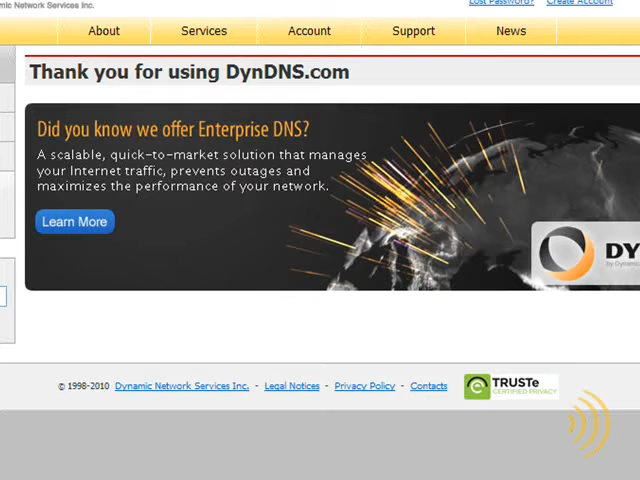 namic Network Services Inc.
Lost Password? Create Account
About Services Account Support News
Thank you for using DynDNS.com
Did you know we offer Enterprise DNS?
A scalable, quick-to-market solution that manages
your Internet traffic, prevents outages and
maximizes the performance of your network.
Learn More
DY
by Dynamic
© 1998-2010 Dynamic Network Services Inc. - Legal Notices - Privacy Policy - Contacts
TRUSTe
CERTIFIED PRIVACY